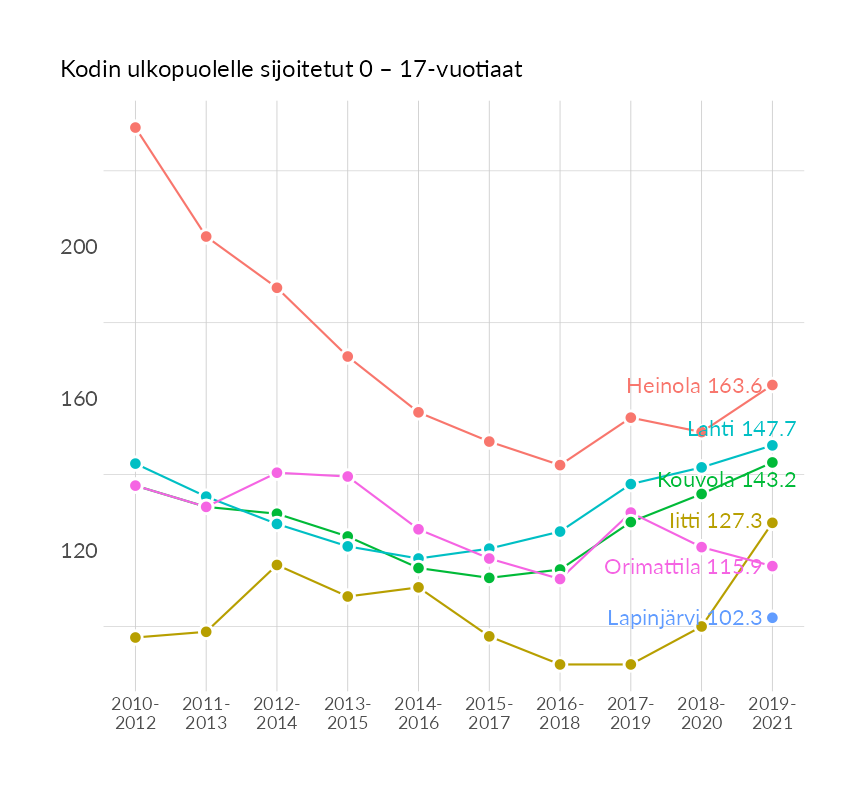 Kodin ulkopuolelle sijoitetut 0 – 17-vuotiaat
200
160
120
Heinola 163.6
Lahti 147.7
Kouvola 143.2
Iitti 127.3
Orimattila 115.9
Lapinjärvi 102.3
2010- 2011- 2012- 2013- 2014- 2015- 2016- 2017- 2018- 2019-
2012 2013 2014 2015 2016 2017 2018 2019 2020 2021